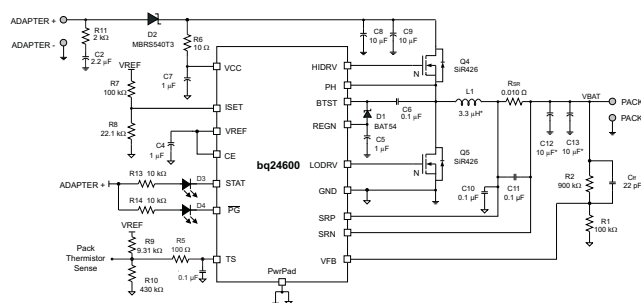 ADAPTER +
ADAPTER -
R11
2 kΩ
C2
2.2 μF
D2
MBRS540T3
R6
10 Ω
C7
1 μF
VREF
R7
100 kΩ
R8
22.1 kΩ
C4
1 μF
ADAPTER +
R13 10 kΩ
D3
R14 10 kΩ
D4
VREF
R9
9.31 kΩ
R5
100 Ω
Pack
Thermistor
Sense
R10
430 kΩ
0.1 μF
VCC
ISET
VREF
CE
STAT
PG
TS
bq24600
PwrPad
HIDRV
PH
BTST
REGN
LODRV
GND
SRP
SRN
VFB
C8
10 μF
C9
10 μF
Q4
SiR426
N
D1
BAT54
C6
0.1 μF
C5
1 μF
L1
3.3 μH*
RSR
0.010 Ω
Q5
SiR426
N
C10
0.1 μF
C11
0.1 μF
VBAT
PACK
PACK
C12
10 μF*
C13
10 μF*
R2
900 kΩ
Cff
22 pF
R1
100 kΩ